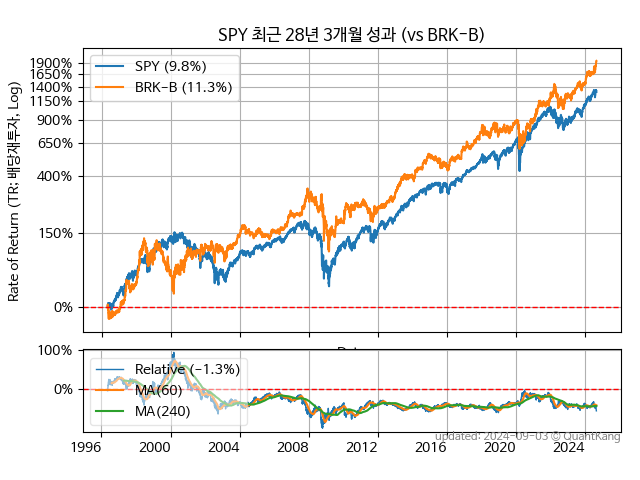 SPY 최근 28년 3개월 성과 (vs BRK-B)
Rate of Return (TR; 배당재투자, Log)
1900%
1650%
1400%
1150%
900%
650%
400%
150%
0%
SPY (9.8%)
BRK-B (11.3%)
100%
0%
Relative (-1.3%)
MA(60)
MA(240)
updated: 2024-09-03 © QuantKang
1996 2000 2004 2008 2012 2016 2020 2024